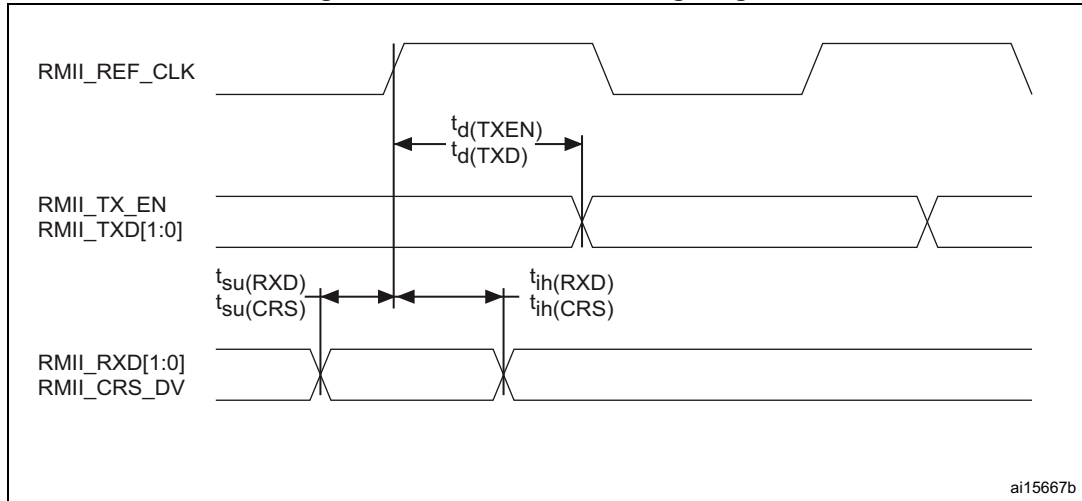 RMII_REF_CLK
td(TXEN)
td(TXD)
RMII_TX_EN
RMII_TXD[1:0]
tsu(RXD)
tsu(CRS)
tih(RXD)
tih(CRS)
RMII_RXD[1:0]
RMII_CRS_DV
ai15667b